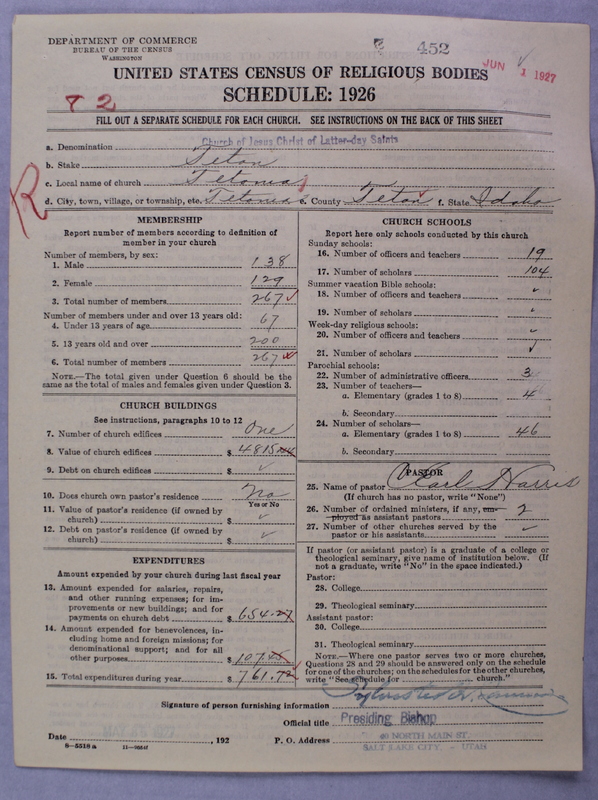 DEPARTMENT OF COMMERCE
BUREAU OF THE CENSUS
WASHINGTON
452
JUN 1 1927
UNITED STATES CENSUS OF RELIGIOUS BODIES
SCHEDULE: 1926
T 2
FILL OUT A SEPARATE SCHEDULE FOR EACH CHURCH. SEE INSTRUCTIONS ON THE BACK OF THIS SHEET
a. Denomination Church of Jesus Christ of Latter-day Saints
b. Stake Teton
c. Local name of church Tetonia
R
d. City, town, village, or township, etc. Tetonia e. County Teton f. State Idaho
MEMBERSHIP
Report number of members according to definition of
member in your church
Number of members, by sex:
1. Male 138
2. Female 129
3. Total number of members 267
Number of members under and over 13 years old:
4. Under 13 years of age 67
5. 13 years old and over 200
6. Total number of members 267
NOTE.—The total given under Question 6 should be the
same as the total of males and females given under Question 3.
CHURCH BUILDINGS
See instructions, paragraphs 10 to 12
7. Number of church edifices One
8. Value of church edifices $ 4815
9. Debt on church edifices $ ✓
10. Does church own pastor's residence No
Yes or No
11. Value of pastor's residence (if owned by
church) $ ✓
12. Debt on pastor's residence (if owned by
church) $ ✓
EXPENDITURES
Amount expended by your church during last fiscal year
13. Amount expended for salaries, repairs,
and other running expenses; for im-
provements or new buildings; and for
payments on church debt $ 654.27
14. Amount expended for benevolences, in-
cluding home and foreign missions; for
denominational support; and for all
other purposes $ 107
15. Total expenditures during year $ 761.72
CHURCH SCHOOLS
Report here only schools conducted by this church
Sunday schools:
16. Number of officers and teachers 19
17. Number of scholars 104
Summer vacation Bible schools:
18. Number of officers and teachers ✓
19. Number of scholars
Week-day religious schools:
20. Number of officers and teachers ✓
21. Number of scholars ✓
Parochial schools:
22. Number of administrative officers 3
23. Number of teachers—
a. Elementary (grades 1 to 8) 4
b. Secondary
24. Number of scholars—
a. Elementary (grades 1 to 8) 46
b. Secondary
PASTOR
25. Name of pastor Karl Harris
(If church has no pastor, write "None")
26. Number of ordained ministers, if any, em-
ployed as assistant pastors 2
27. Number of other churches served by the
pastor or his assistants ✓
If pastor (or assistant pastor) is a graduate of a college or
theological seminary, give name of institution below. (If
not a graduate, write "No" in the space indicated.)
Pastor:
28. College
29. Theological seminary
Assistant pastor:
30. College
31. Theological seminary
NOTE.—Where one pastor serves two or more churches,
Questions 28 and 29 should be answered only on the schedule
for one of the churches; on the schedules for the other churches,
write "See schedule for church."
Signature of person furnishing information Sylvester Q. Cannon
Official title Presiding Bishop
Date , 192 P. O. Address 40 NORTH MAIN ST.
SALT LAKE CITY, - UTAH
8-5518 a